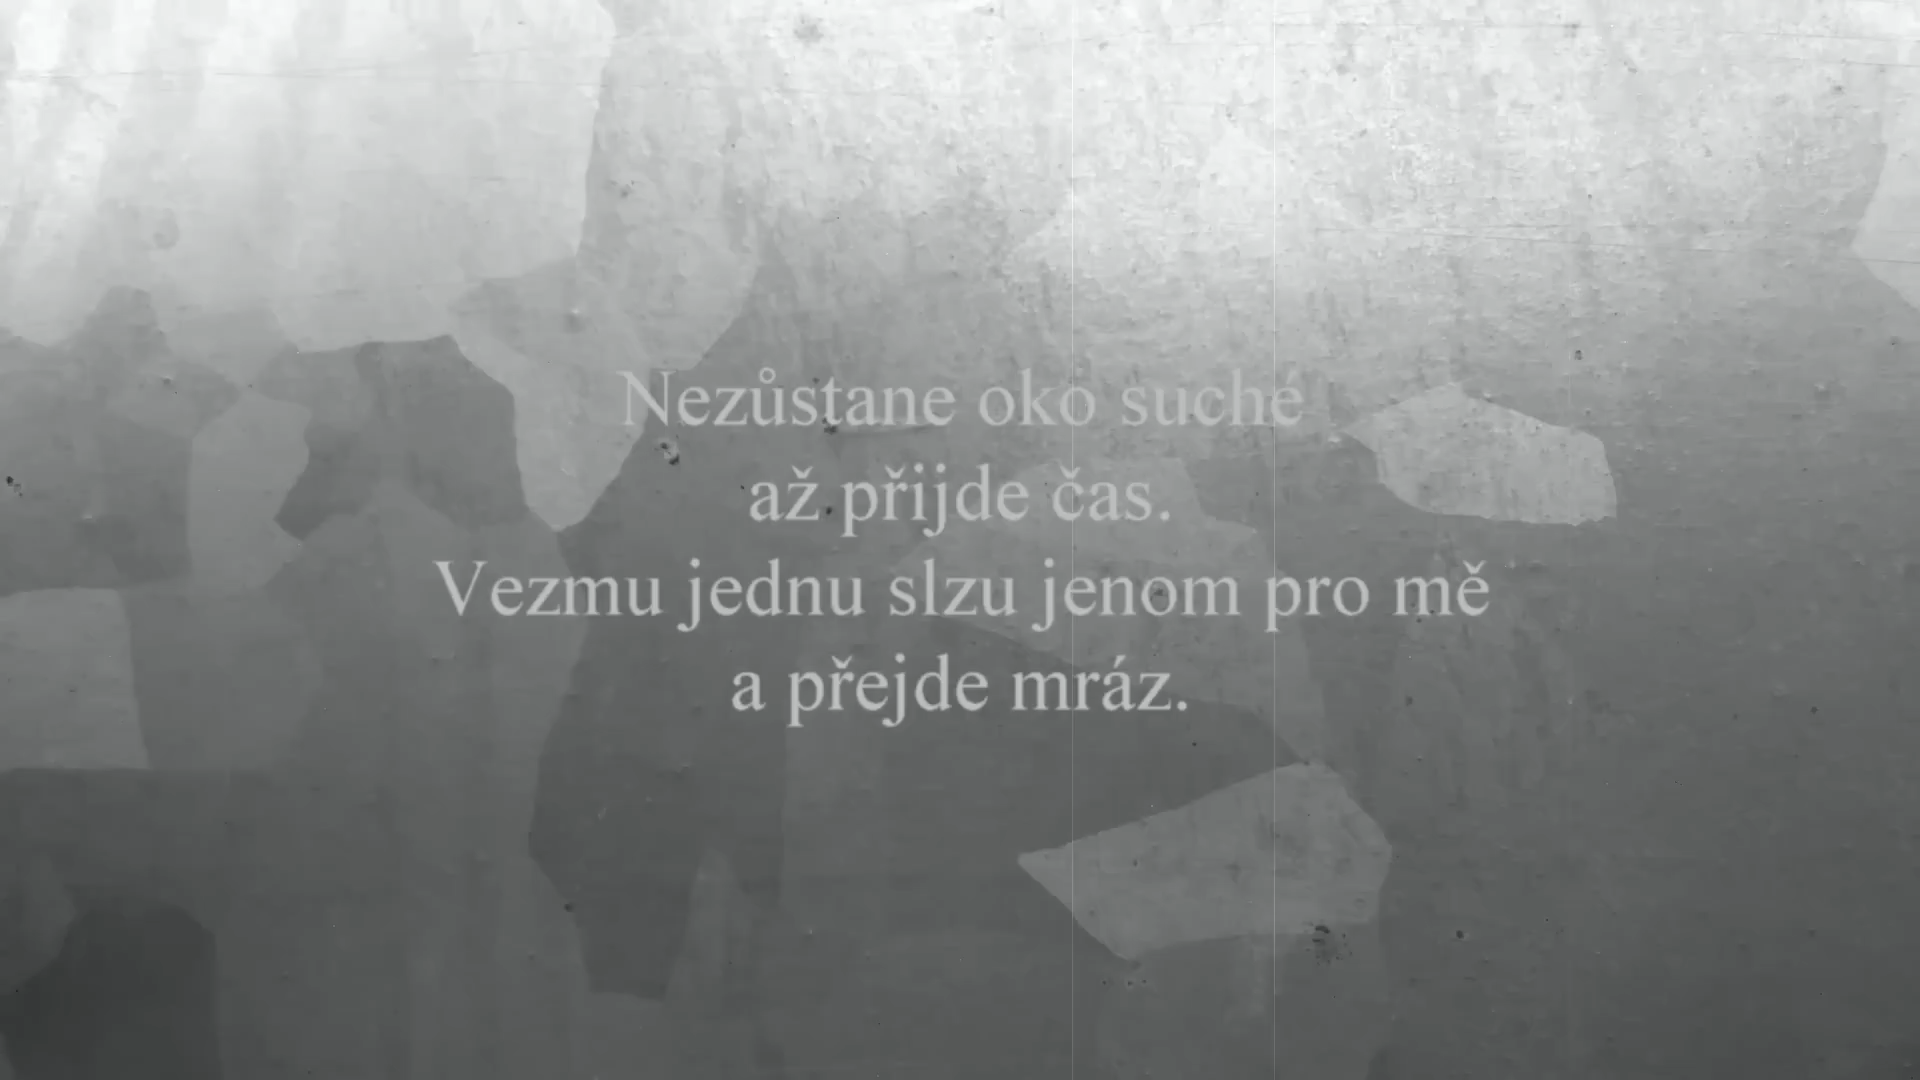 Nezůstane oko suché
až přijde čas.
Vezmu jednu slzu jenom pro mě
a přejde mráz.